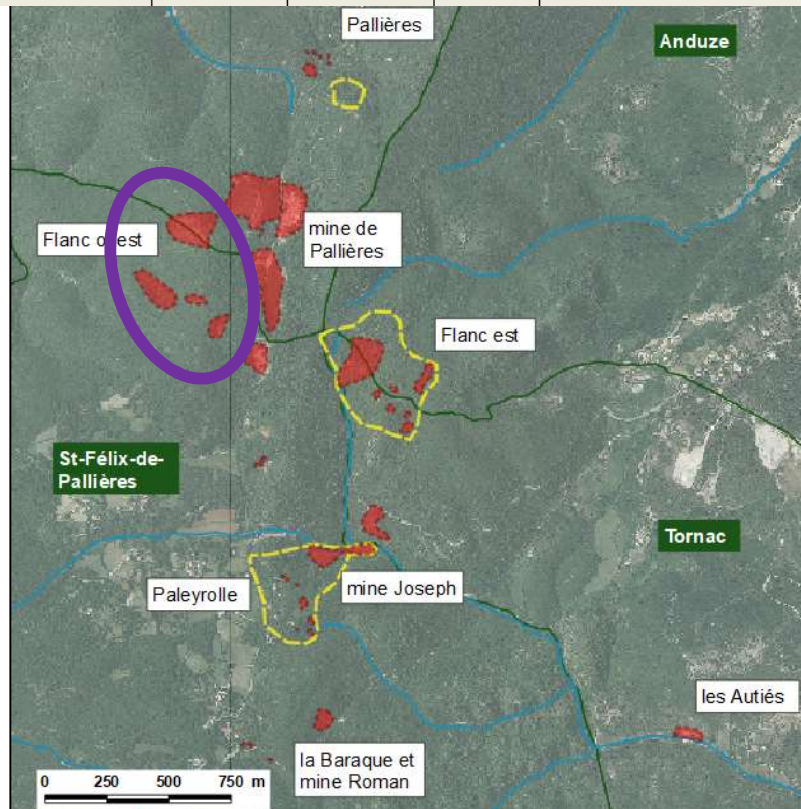 Pallières
Anduze
Flanc o est
mine de
Pallières
Flanc est
St-Félix-de-
Pallières
Tornac
Paleyrolle
mine Joseph
les Autiés
la Baraque et
mine Roman
0 250 500 750 m